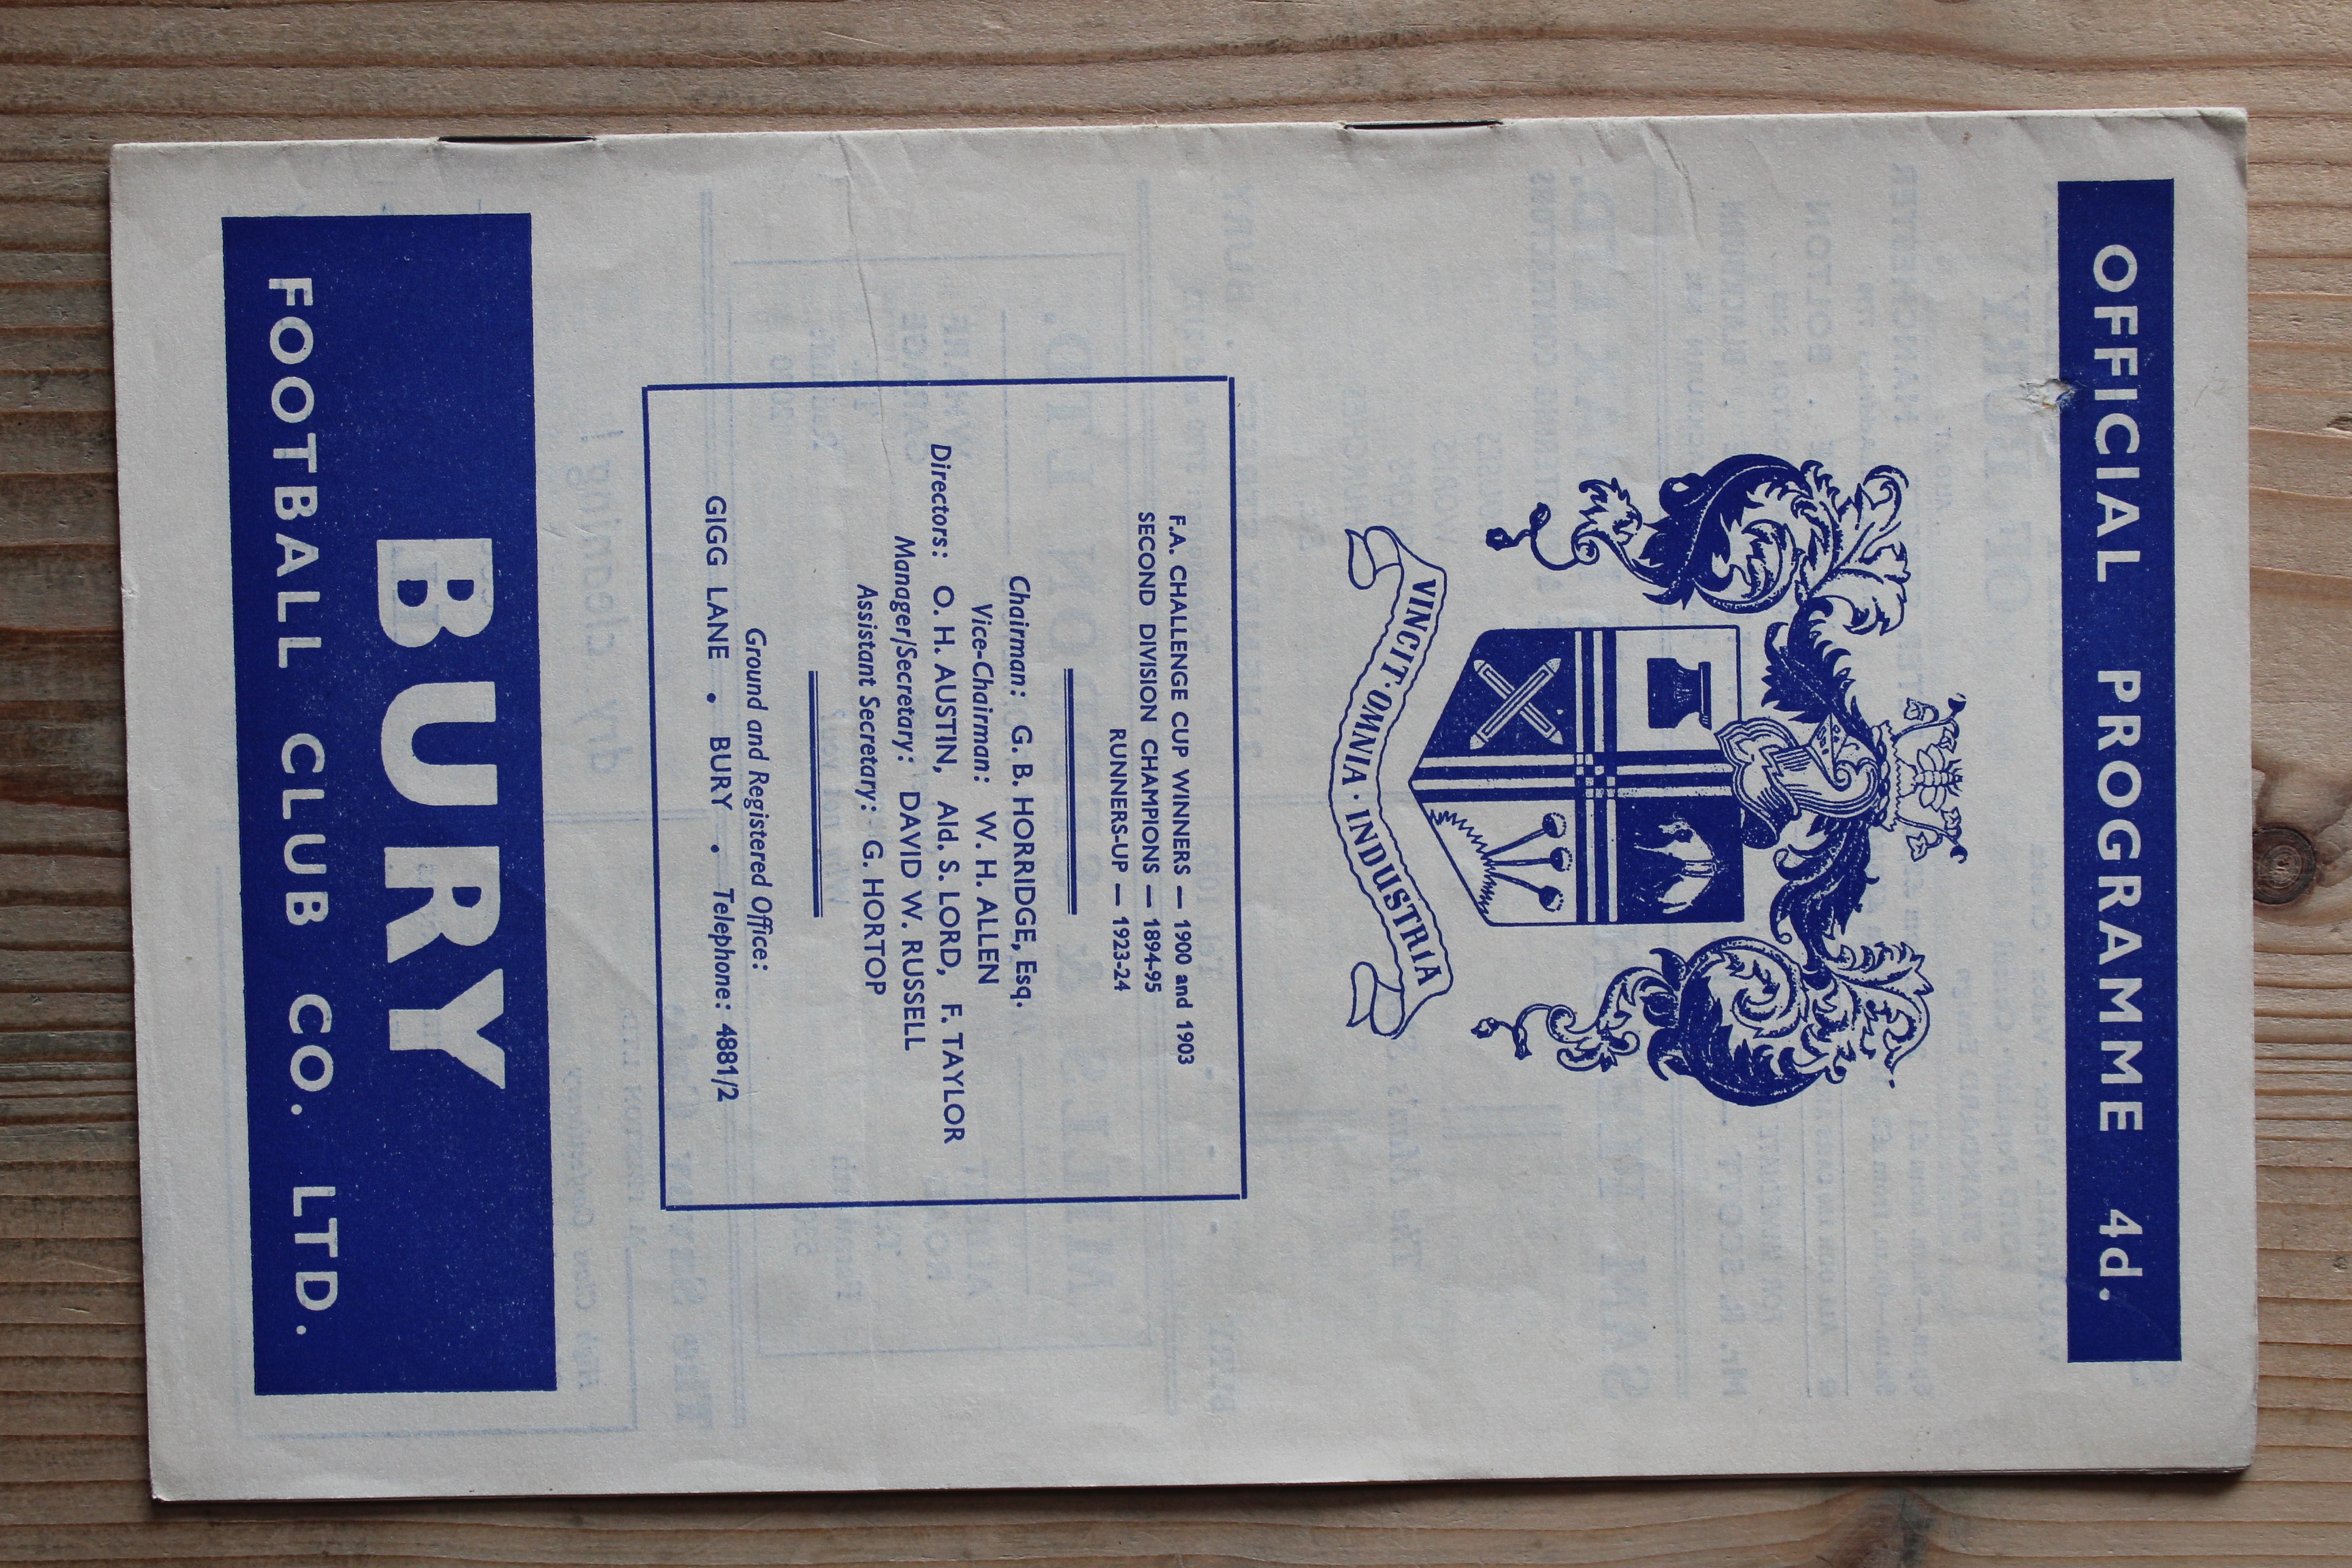 OFFICIAL PROGRAMME 4d.
VINCIT · OMNIA · INDUSTRIA
F.A. CHALLENGE CUP WINNERS — 1900 and 1903
SECOND DIVISION CHAMPIONS — 1894-95
RUNNERS-UP — 1923-24
Chairman: G. B. HORRIDGE, Esq.
Vice-Chairman: W. H. ALLEN
Directors: O. H. AUSTIN, Ald. S. LORD, F. TAYLOR
Manager/Secretary: DAVID W. RUSSELL
Assistant Secretary: G. HORTOP
Ground and Registered Office:
GIGG LANE • BURY • Telephone: 4881/2
BURY
FOOTBALL CLUB CO. LTD.